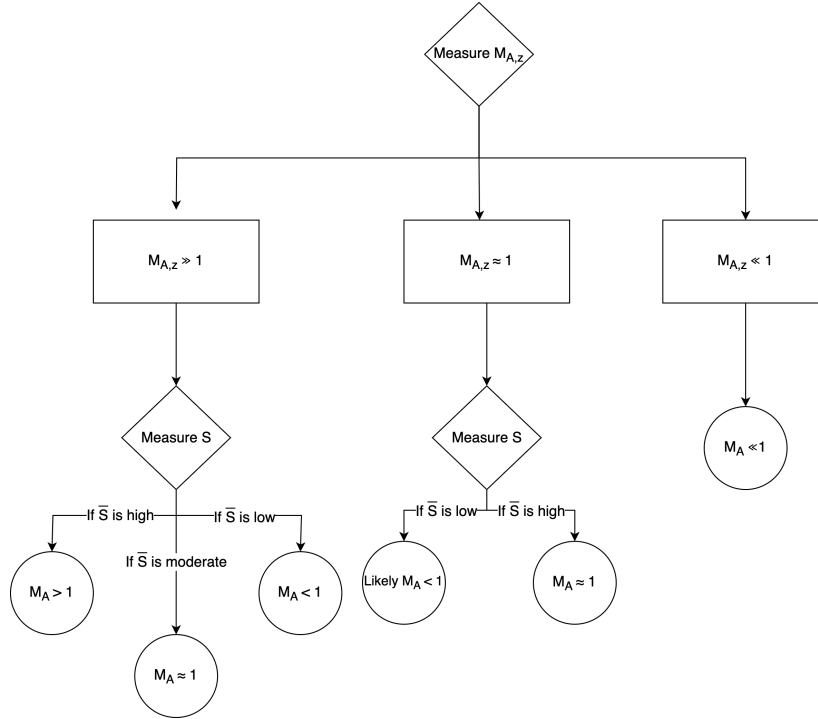 Measure M_A,z
M_A,z ≫ 1
M_A,z ≈ 1
M_A,z ≪ 1
Measure S
Measure S
M_A ≪1
If S̅ is high
If S̅ is low
If S̅ is low
If S̅ is high
If S̅ is moderate
M_A > 1
M_A < 1
Likely M_A < 1
M_A ≈ 1
M_A ≈ 1